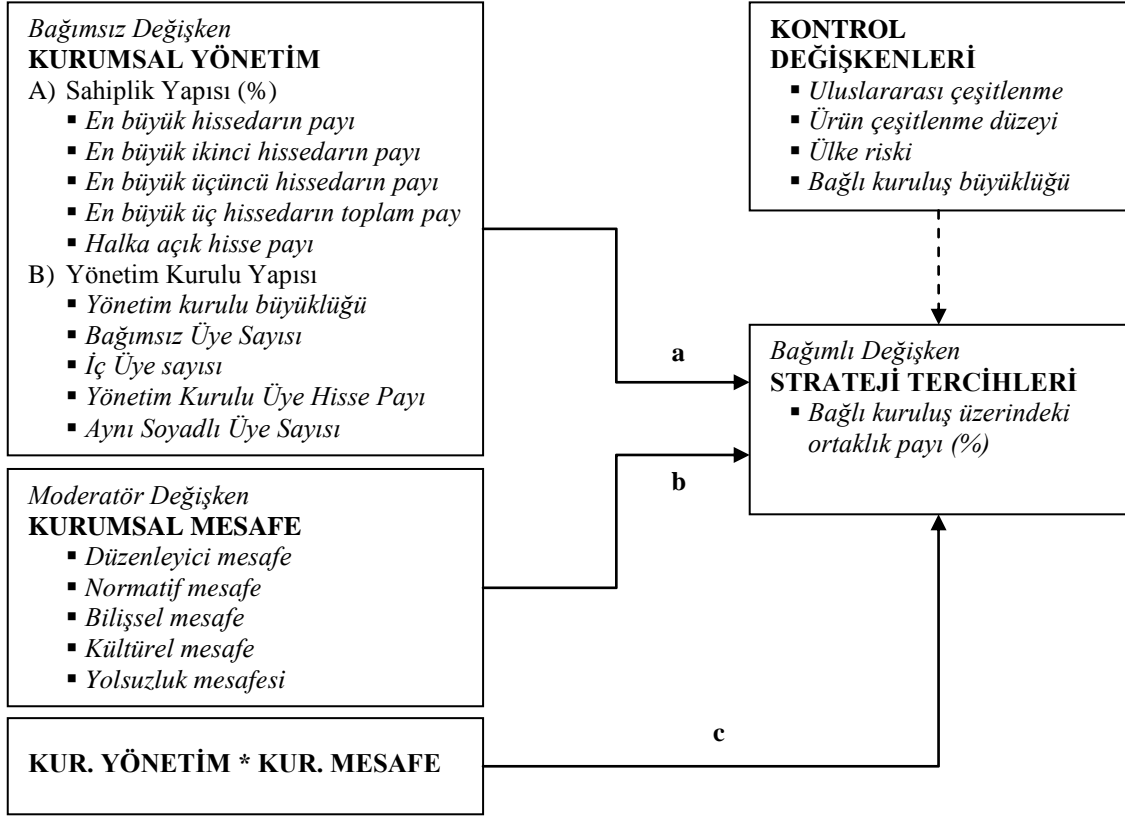 Bağımsız Değişken
KURUMSAL YÖNETİM
A) Sahiplik Yapısı (%)
▪ En büyük hissedarın payı
▪ En büyük ikinci hissedarın payı
▪ En büyük üçüncü hissedarın payı
▪ En büyük üç hissedarın toplam pay
▪ Halka açık hisse payı
B) Yönetim Kurulu Yapısı
▪ Yönetim kurulu büyüklüğü
▪ Bağımsız Üye Sayısı
▪ İç Üye sayısı
▪ Yönetim Kurulu Üye Hisse Payı
▪ Aynı Soyadlı Üye Sayısı
Moderatör Değişken
KURUMSAL MESAFE
▪ Düzenleyici mesafe
▪ Normatif mesafe
▪ Bilişsel mesafe
▪ Kültürel mesafe
▪ Yolsuzluk mesafesi
KUR. YÖNETİM * KUR. MESAFE
a
b
c
KONTROL
DEĞİŞKENLERİ
▪ Uluslararası çeşitlenme
▪ Ürün çeşitlenme düzeyi
▪ Ülke riski
▪ Bağlı kuruluş büyüklüğü
Bağımlı Değişken
STRATEJİ TERCİHLERİ
▪ Bağlı kuruluş üzerindeki
ortaklık payı (%)